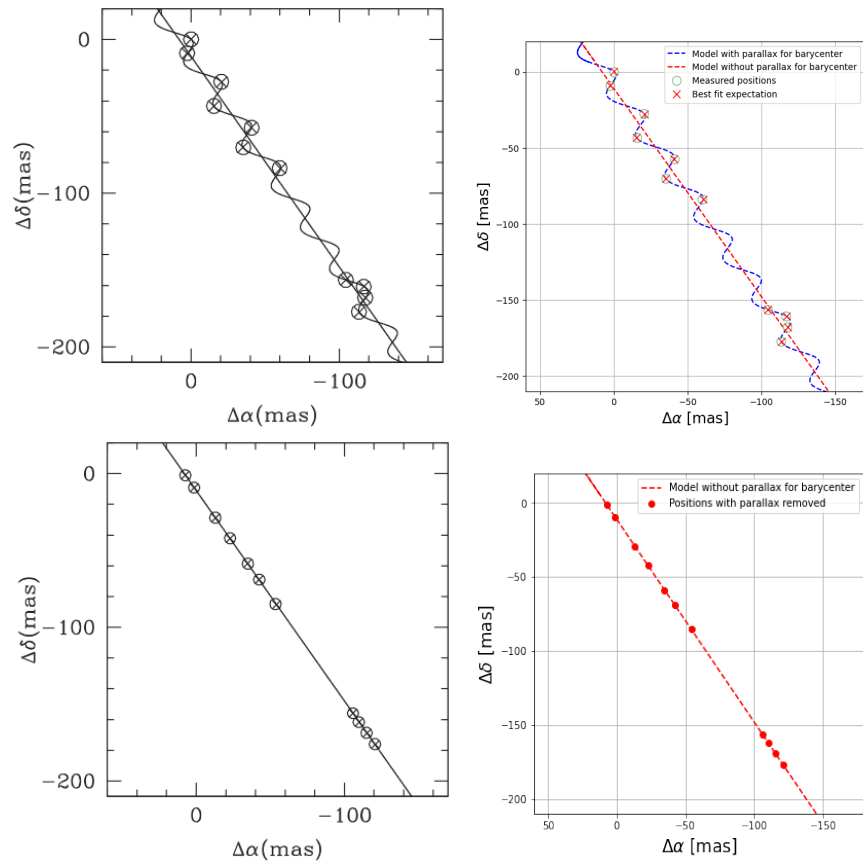 0
−100
−200
Δδ(mas)
0
−100
Δα(mas)
Model with parallax for barycenter
Model without parallax for barycenter
Measured positions
Best fit expectation
0
−50
−100
−150
−200
Δδ [mas]
50
0
−50
−100
−150
Δα [mas]
0
−100
−200
Δδ(mas)
0
−100
Δα(mas)
Model without parallax for barycenter
Positions with parallax removed
0
−50
−100
−150
−200
Δδ [mas]
50
0
−50
−100
−150
Δα [mas]